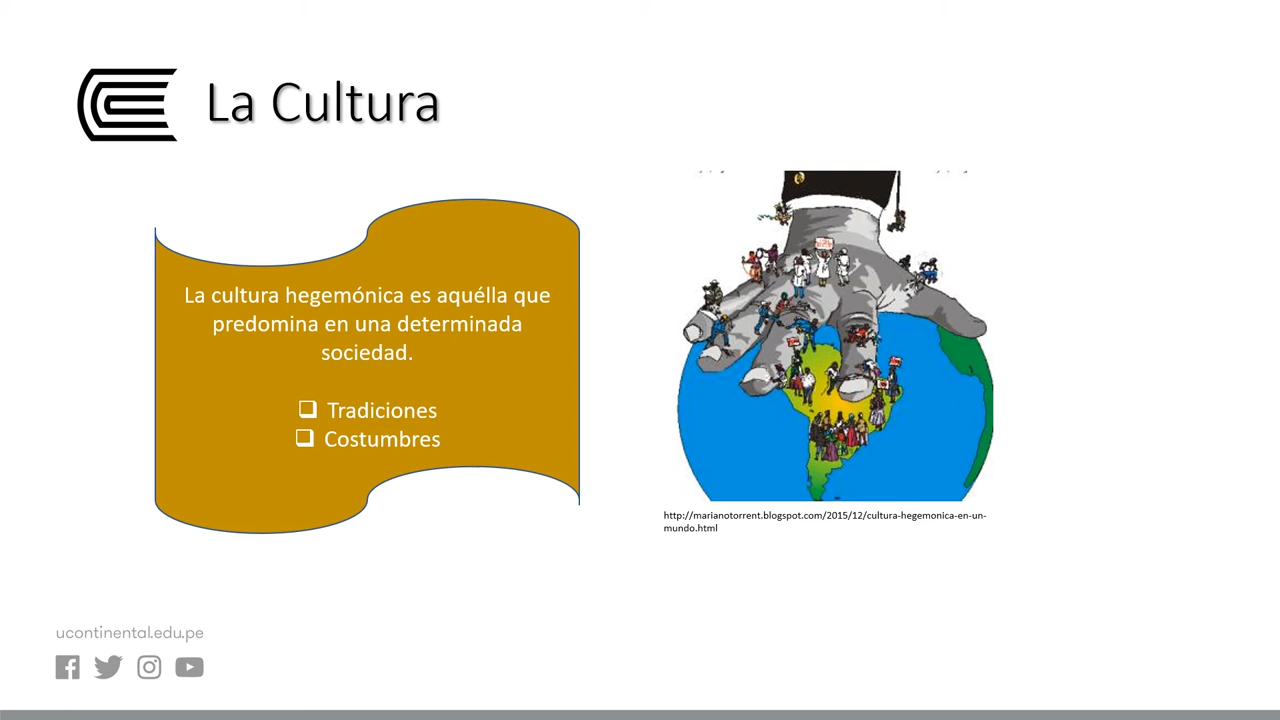 La Cultura
La cultura hegemónica es aquélla que
predomina en una determinada
sociedad.
❑ Tradiciones
❑ Costumbres
http://marianotorrent.blogspot.com/2015/12/cultura-hegemonica-en-un-
mundo.html
ucontinental.edu.pe